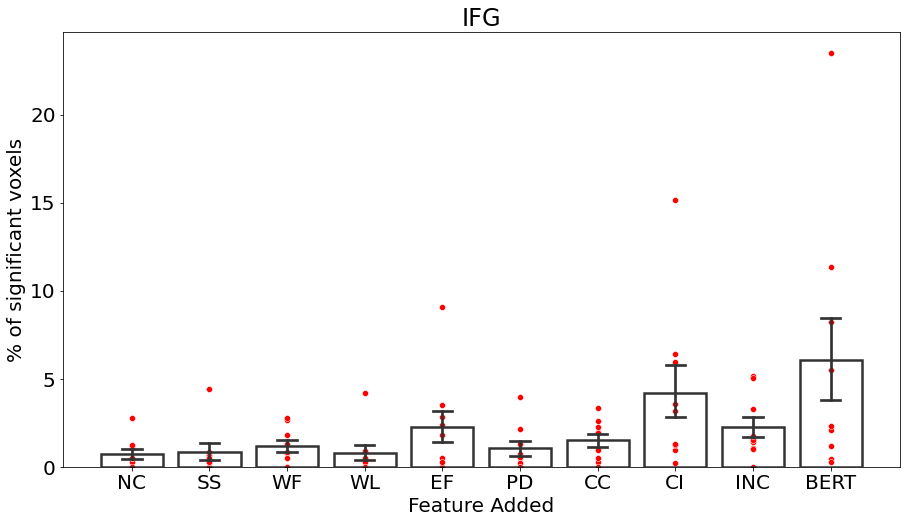 IFG
% of significant voxels
20
15
10
5
0
NC SS WF WL EF PD CC CI INC BERT
Feature Added